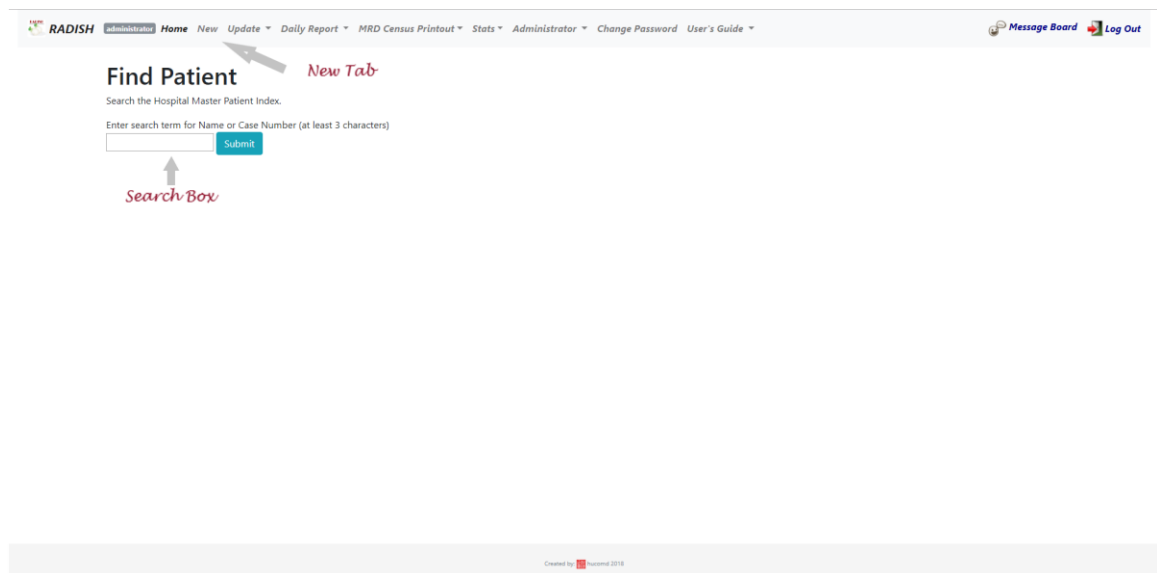 RADISH administrator Home New Update Daily Report MRD Census Printout Stats Administrator Change Password User's Guide Message Board Log Out
New Tab
Find Patient
Search the Hospital Master Patient Index.
Enter search term for Name or Case Number (at least 3 characters)
Submit
Search Box
Created by hucomsl 2018